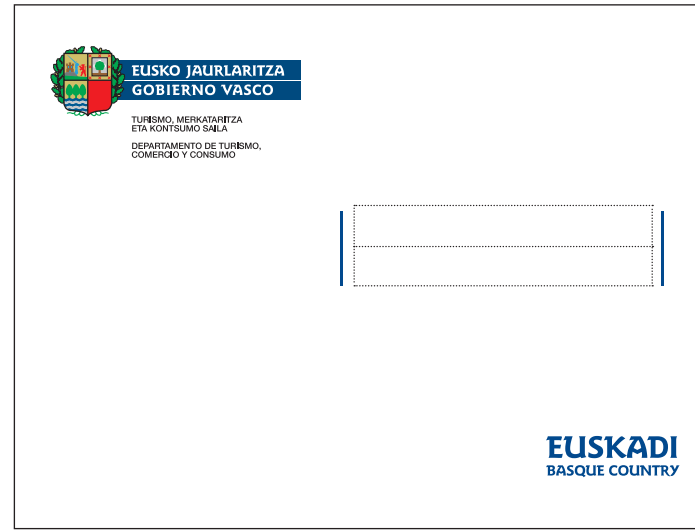 EUSKO JAURLARITZA
GOBIERNO VASCO
TURISMO, MERKATARITZA
ETA KONTSUMO SAILA
DEPARTAMENTO DE TURISMO,
COMERCIO Y CONSUMO
EUSKADI
BASQUE COUNTRY